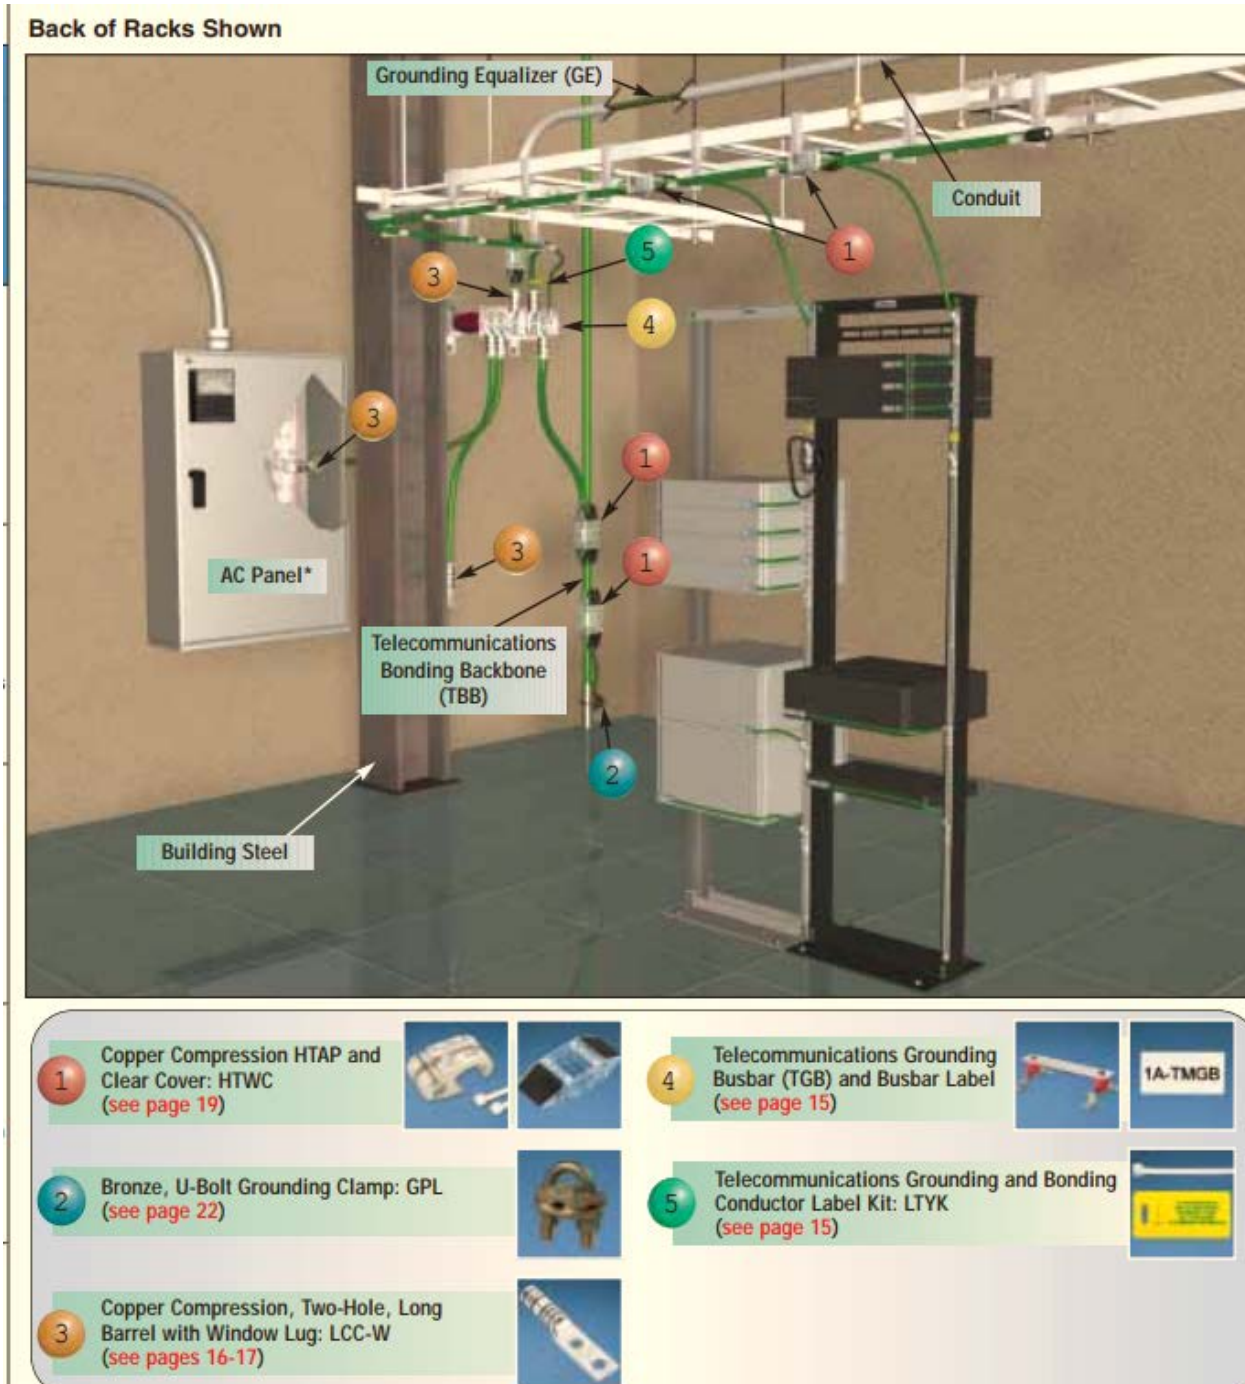 Back of Racks Shown
Grounding Equalizer (GE)
Conduit
5
1
3
4
3
1
3
1
AC Panel*
Telecommunications
Bonding Backbone
(TBB)
2
Building Steel
1
Copper Compression HTAP and
Clear Cover: HTWC
(see page 19)
2
Bronze, U-Bolt Grounding Clamp: GPL
(see page 22)
3
Copper Compression, Two-Hole, Long
Barrel with Window Lug: LCC-W
(see pages 16-17)
4
Telecommunications Grounding
Busbar (TGB) and Busbar Label
(see page 15)
1A-TMGB
5
Telecommunications Grounding and Bonding
Conductor Label Kit: LTYK
(see page 15)